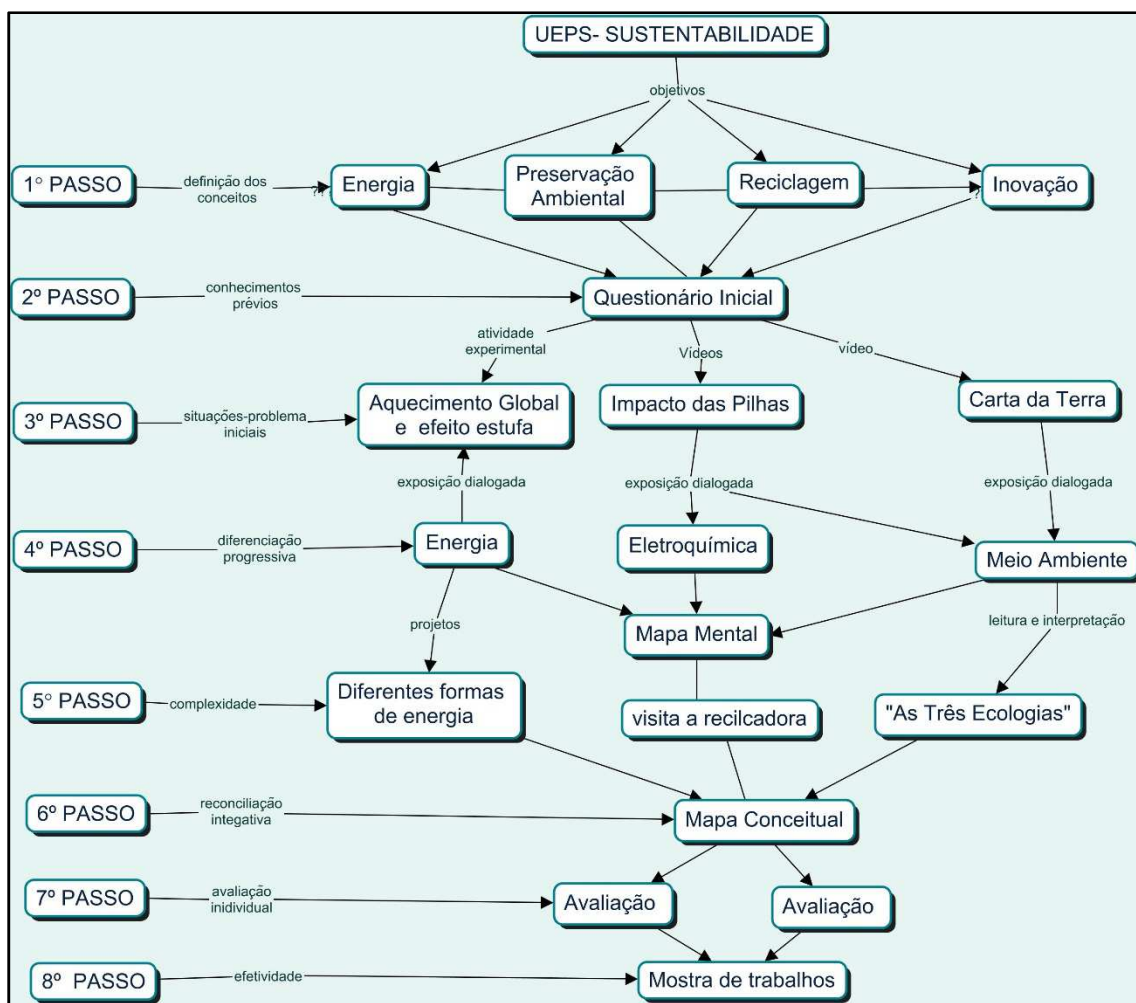 UEPS- SUSTENTABILIDADE
objetivos
1° PASSO
definição dos
conceitos
??
Energia
Preservação
Ambiental
Reciclagem
?
Inovação
2º PASSO
conhecimentos
prévios
Questionário Inicial
atividade
experimental
Vídeos
vídeo
3º PASSO
situações-problema
iniciais
Aquecimento Global
e efeito estufa
Impacto das Pilhas
Carta da Terra
exposição dialogada
exposição dialogada
exposição dialogada
4º PASSO
diferenciação
progressiva
Energia
Eletroquímica
Meio Ambiente
projetos
Mapa Mental
leitura e interpretação
5° PASSO
complexidade
Diferentes formas
de energia
visita a recilcadora
"As Três Ecologias"
6º PASSO
reconciliação
integativa
Mapa Conceitual
7º PASSO
avaliação
inidividual
Avaliação
Avaliação
8º PASSO
efetividade
Mostra de trabalhos